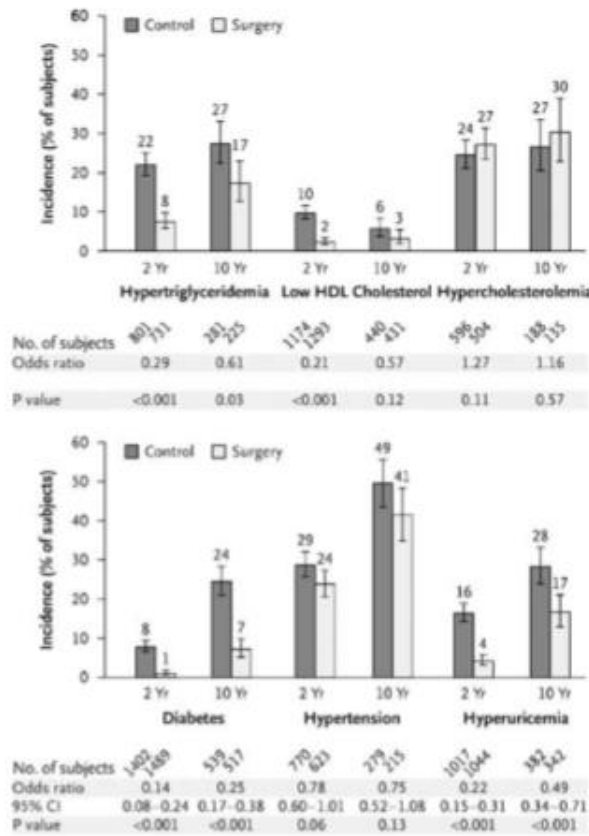 60
Control Surgery
50
40
30
20
10
0
Incidence (% of subjects)
22 8 27 17 10 2 6 3 24 27 27 30
2 Yr 10 Yr 2 Yr 10 Yr 2 Yr 10 Yr
Hypertriglyceridemia Low HDL Cholesterol Hypercholesterolemia
No. of subjects 801 711 281 225 1174 1293 440 431 596 504 188 135
Odds ratio 0.29 0.61 0.21 0.57 1.27 1.16
P value <0.001 0.03 <0.001 0.12 0.11 0.57
60
Control Surgery
50
40
30
20
10
0
Incidence (% of subjects)
8 1 24 7 29 24 49 41 16 4 28 17
2 Yr 10 Yr 2 Yr 10 Yr 2 Yr 10 Yr
Diabetes Hypertension Hyperuricemia
No. of subjects 1402 1489 539 517 770 623 279 215 1017 1044 382 342
Odds ratio 0.14 0.25 0.78 0.75 0.22 0.49
95% CI 0.08–0.24 0.17–0.38 0.60–1.01 0.52–1.08 0.15–0.31 0.34–0.71
P value <0.001 <0.001 0.06 0.13 <0.001 <0.001